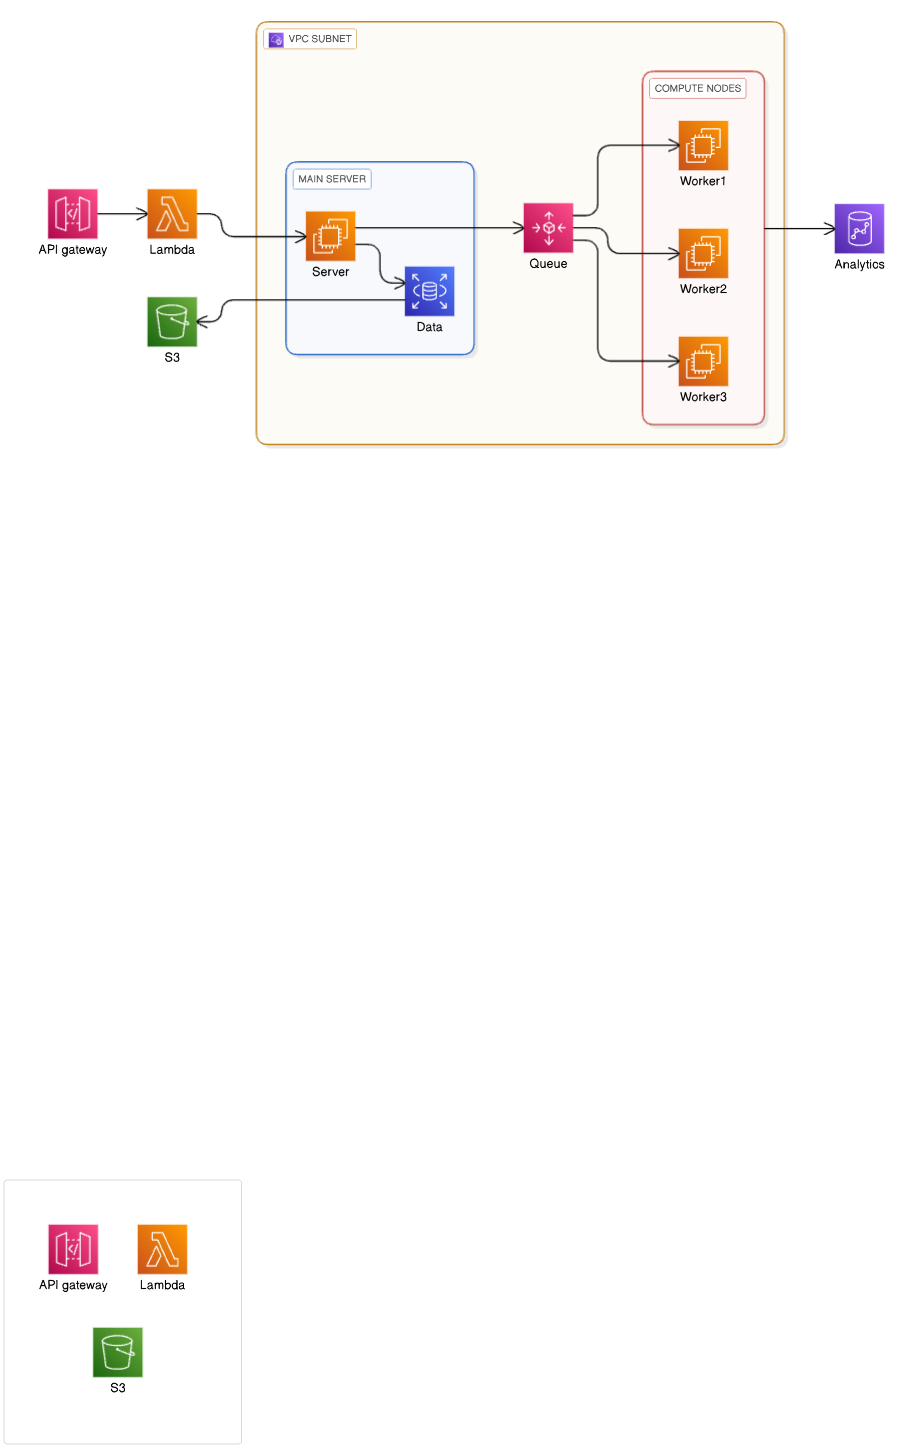 VPC SUBNET
COMPUTE NODES
Worker1
MAIN SERVER
API gateway
Lambda
Server
Queue
Worker2
Analytics
Data
S3
Worker3
API gateway
Lambda
S3